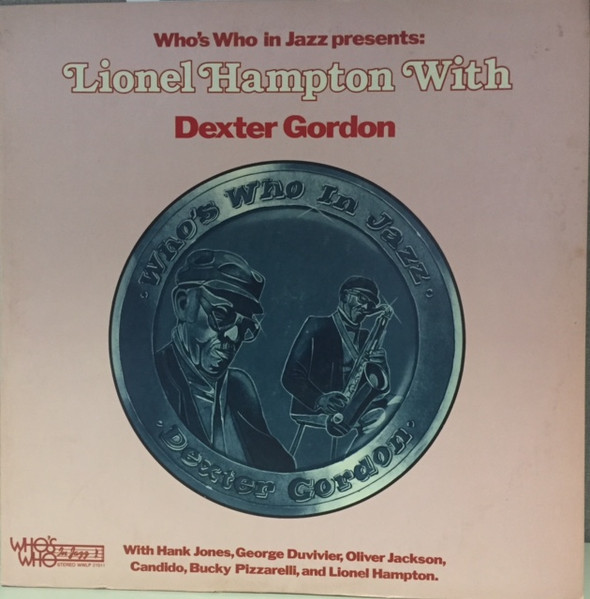 Who's Who in Jazz presents:
Lionel Hampton With
Dexter Gordon
Who's Who In Jazz
Dexter Gordon
WHO'S
WHO in Jazz
STEREO
With Hank Jones, George Duvivier, Oliver Jackson,
Candido, Bucky Pizzarelli, and Lionel Hampton.